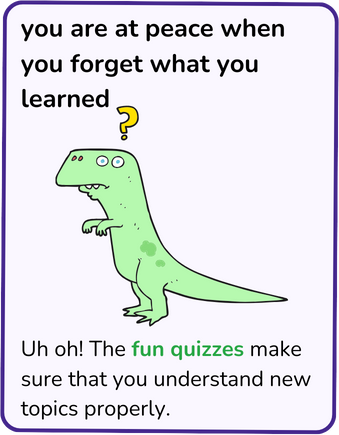 you are at peace when
you forget what you
learned
?
Uh oh! The fun quizzes make
sure that you understand new
topics properly.